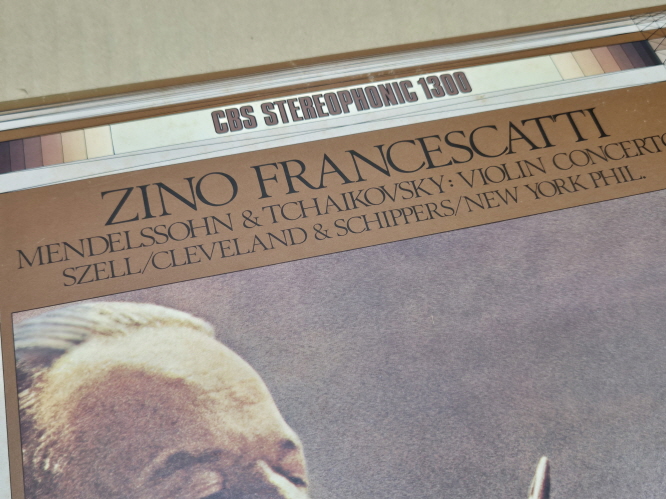 CBS STEREOPHONIC 1300
ZINO FRANCESCATTI
MENDELSSOHN & TCHAIKOVSKY: VIOLIN CONCERTO
SZELL/CLEVELAND & SCHIPPERS/NEW YORK PHIL.